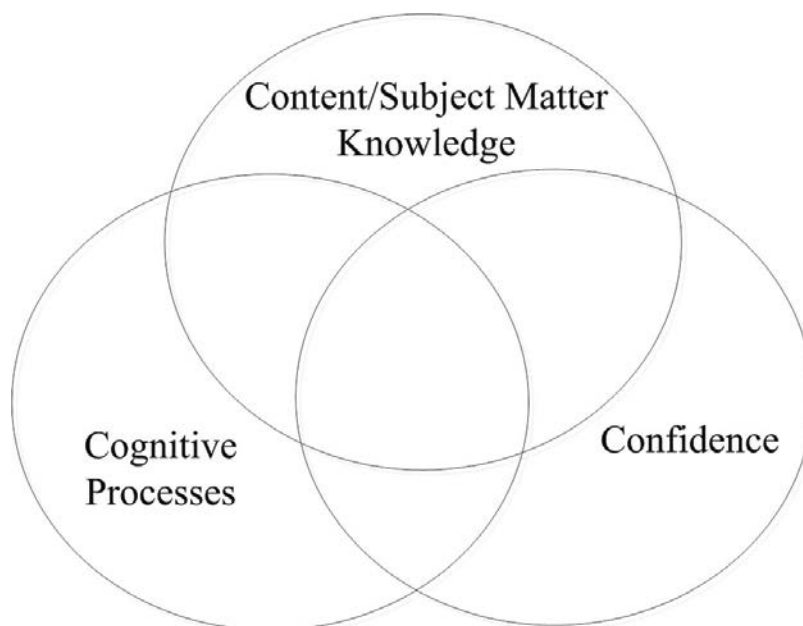 Content/Subject Matter
Knowledge
Cognitive
Processes
Confidence